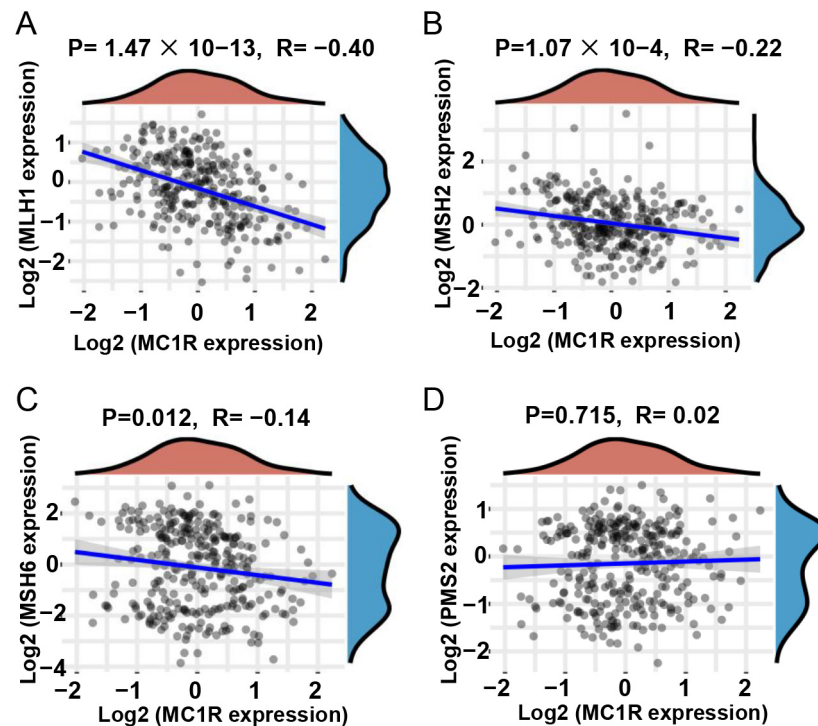 A
P= 1.47 × 10−13, R= −0.40
Log2 (MLH1 expression)
1
0
−1
−2
−2 −1 0 1 2
Log2 (MC1R expression)
B
P=1.07 × 10−4, R= −0.22
Log2 (MSH2 expression)
2
0
−2
−2 −1 0 1 2
Log2 (MC1R expression)
C
P=0.012, R= −0.14
Log2 (MSH6 expression)
2
0
−2
−4
−2 −1 0 1 2
Log2 (MC1R expression)
D
P=0.715, R= 0.02
Log2 (PMS2 expression)
1
0
−1
−2
−2 −1 0 1 2
Log2 (MC1R expression)